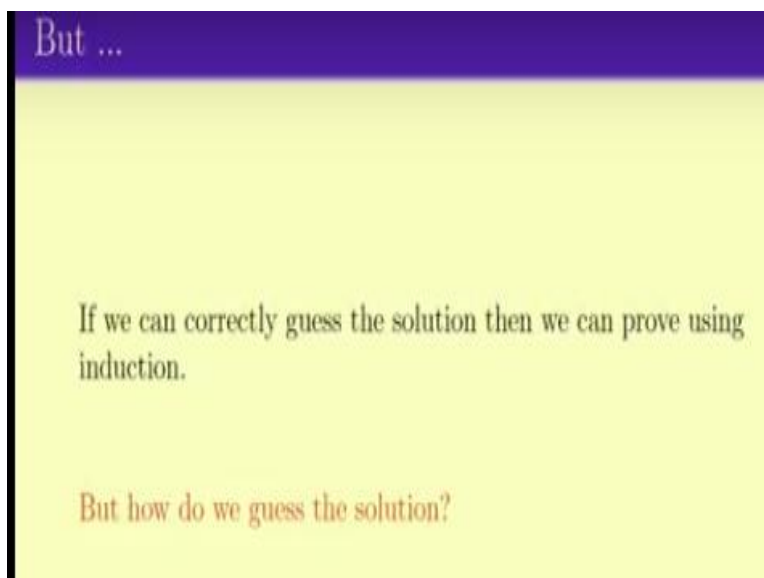 But ...
If we can correctly guess the solution then we can prove using
induction.
But how do we guess the solution?